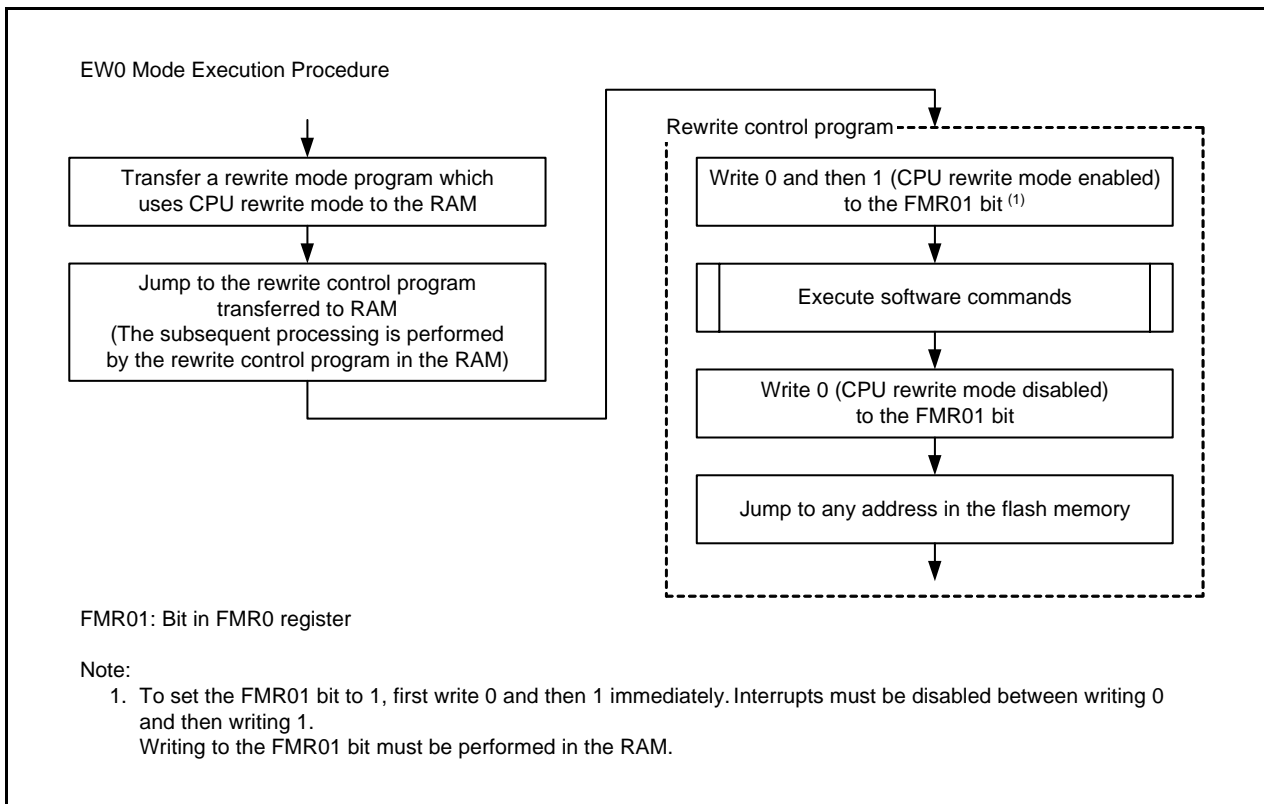 EW0 Mode Execution Procedure
Transfer a rewrite mode program which
uses CPU rewrite mode to the RAM
Jump to the rewrite control program
transferred to RAM
(The subsequent processing is performed
by the rewrite control program in the RAM)
Rewrite control program
Write 0 and then 1 (CPU rewrite mode enabled)
to the FMR01 bit (1)
Execute software commands
Write 0 (CPU rewrite mode disabled)
to the FMR01 bit
Jump to any address in the flash memory
FMR01: Bit in FMR0 register
Note:
1. To set the FMR01 bit to 1, first write 0 and then 1 immediately. Interrupts must be disabled between writing 0
and then writing 1.
Writing to the FMR01 bit must be performed in the RAM.